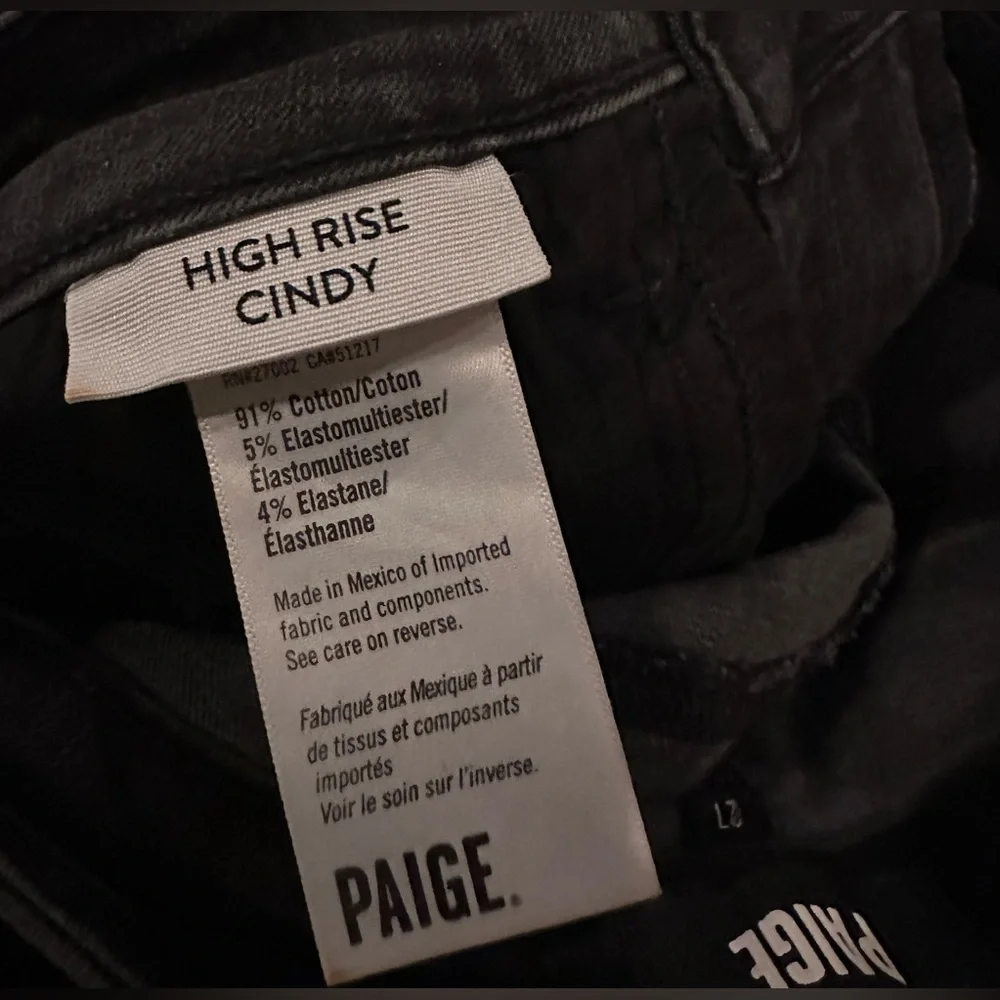 HIGH RISE
CINDY
RN#27002 CA#51217
91% Cotton/Coton
5% Elastomultiester/
Élastomultiester
4% Elastane/
Élasthanne
Made in Mexico of Imported
fabric and components.
See care on reverse.
Fabriqué aux Mexique à partir
de tissus et composants
importés
Voir le soin sur l'inverse.
PAIGE.
27
PAIGE